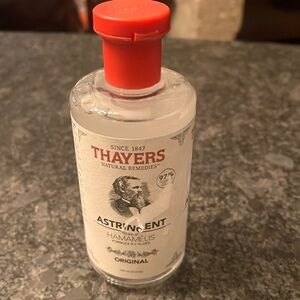 SINCE 1847
THAYERS
NATURAL REMEDIES
97%
ASTRINGENT
HAMAMELIS
ORIGINAL